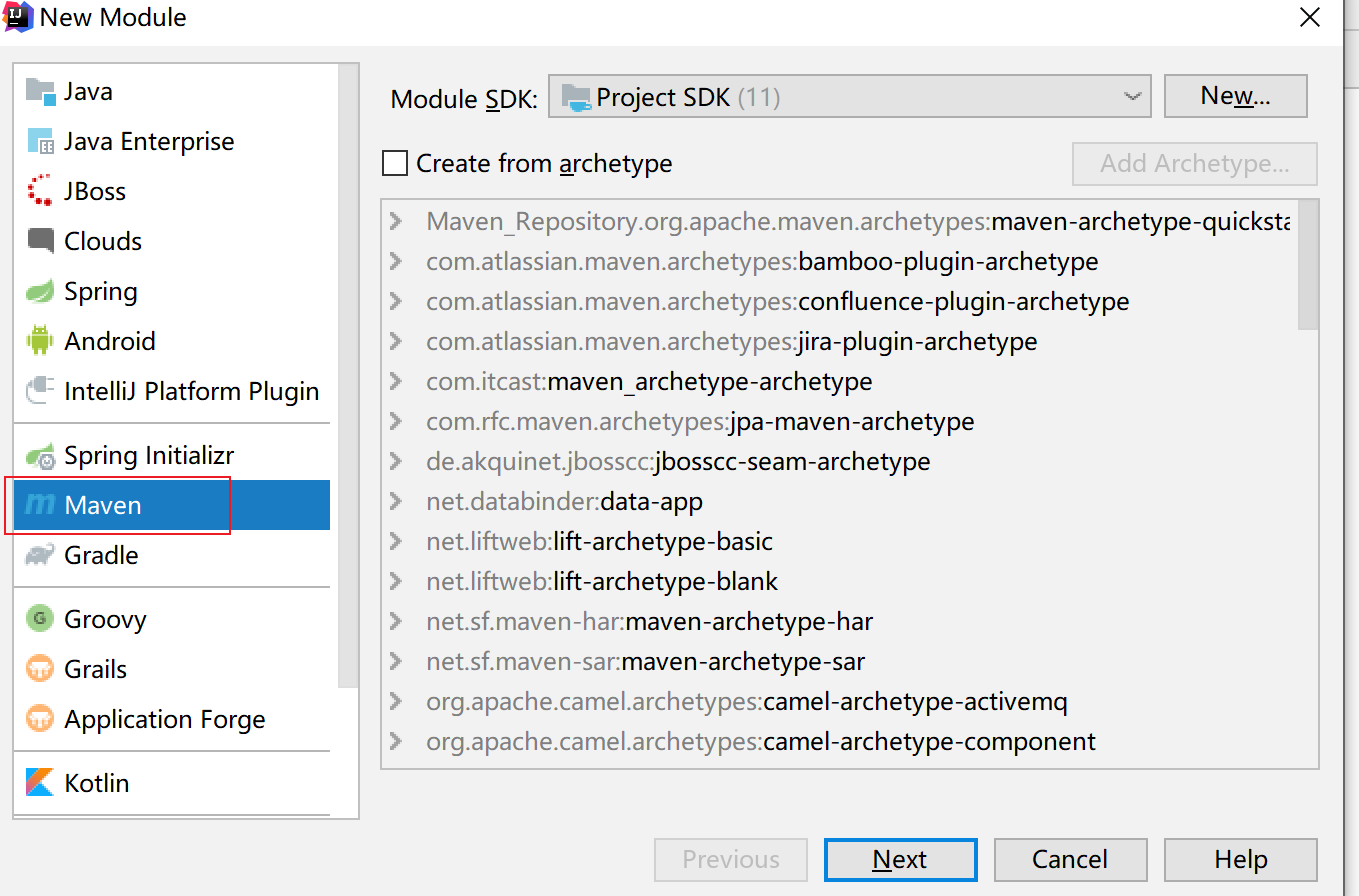 New Module
Java
Java Enterprise
JBoss
Clouds
Spring
Android
IntelliJ Platform Plugin
Spring Initializr
Maven
Gradle
Groovy
Grails
Application Forge
Kotlin
Module SDK: Project SDK (11) New...
Create from archetype Add Archetype...
Maven_Repository.org.apache.maven.archetypes:maven-archetype-quicksta
com.atlassian.maven.archetypes:bamboo-plugin-archetype
com.atlassian.maven.archetypes:confluence-plugin-archetype
com.atlassian.maven.archetypes:jira-plugin-archetype
com.itcast:maven_archetype-archetype
com.rfc.maven.archetypes:jpa-maven-archetype
de.akquinet.jbosscc:jbosscc-seam-archetype
net.databinder:data-app
net.liftweb:lift-archetype-basic
net.liftweb:lift-archetype-blank
net.sf.maven-har:maven-archetype-har
net.sf.maven-sar:maven-archetype-sar
org.apache.camel.archetypes:camel-archetype-activemq
org.apache.camel.archetypes:camel-archetype-component
Previous Next Cancel Help